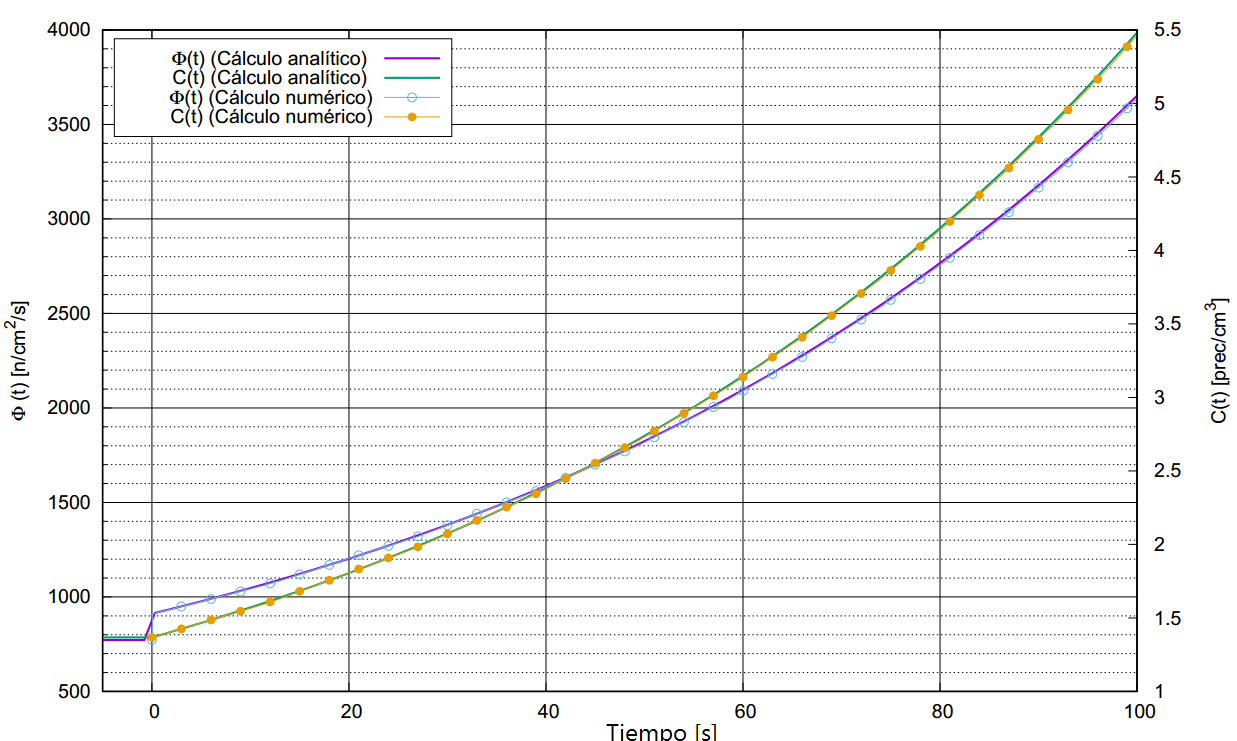 4000
3500
3000
2500
2000
1500
1000
500
Φ (t) [n/cm²/s]
Φ(t) (Cálculo analítico)
C(t) (Cálculo analítico)
Φ(t) (Cálculo numérico)
C(t) (Cálculo numérico)
5.5
5
4.5
4
3.5
3
2.5
2
1.5
1
C(t) [prec/cm³]
0 20 40 60 80 100
Tiempo [s]